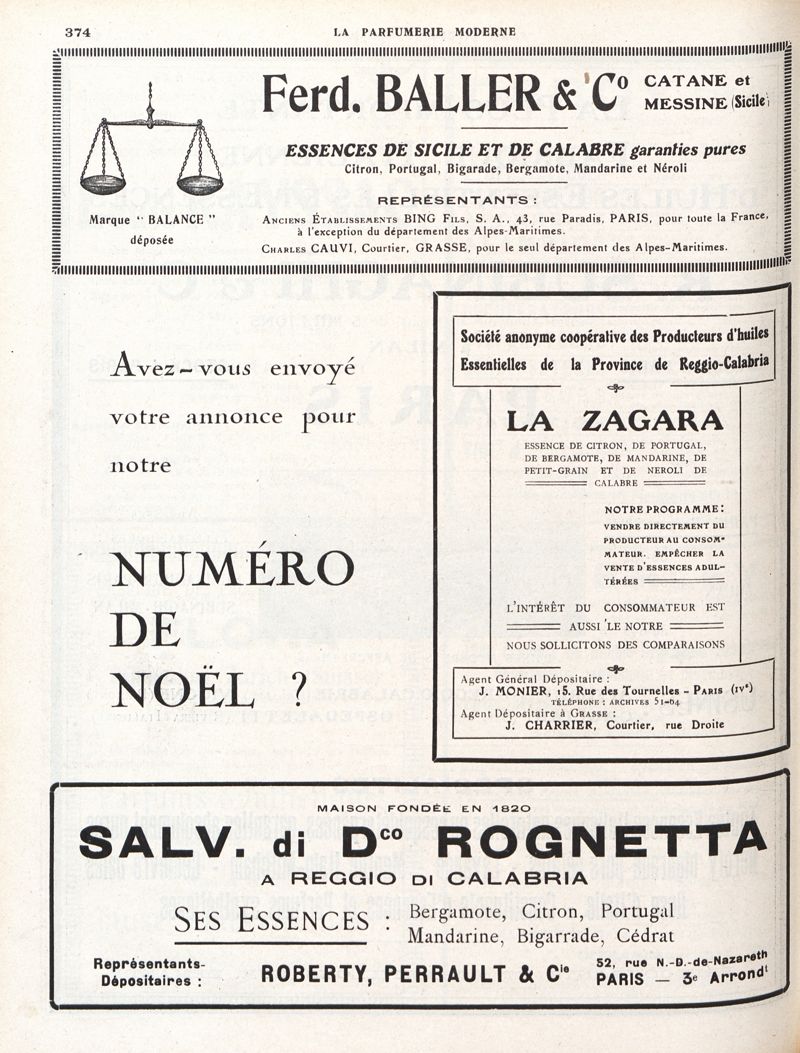 374
LA PARFUMERIE MODERNE
Ferd. BALLER & Cº CATANE et
MESSINE (Sicile)
ESSENCES DE SICILE ET DE CALABRE garanties pures
Citron, Portugal, Bigarade, Bergamote, Mandarine et Néroli
REPRÉSENTANTS :
Marque " BALANCE "
déposée
ANCIENS ÉTABLISSEMENTS BING FILS, S. A., 43, rue Paradis, PARIS, pour toute la France,
à l'exception du département des Alpes-Maritimes.
CHARLES CAUVI, Courtier, GRASSE, pour le seul département des Alpes-Maritimes.
Avez-vous envoyé
votre annonce pour
notre
NUMÉRO
DE
NOËL ?
Société anonyme coopérative des Producteurs d'huiles
Essentielles de la Province de Reggio-Calabria
LA ZAGARA
ESSENCE DE CITRON, DE PORTUGAL,
DE BERGAMOTE, DE MANDARINE, DE
PETIT-GRAIN ET DE NEROLI DE
CALABRE
NOTRE PROGRAMME :
VENDRE DIRECTEMENT DU
PRODUCTEUR AU CONSOM-
MATEUR. EMPÊCHER LA
VENTE D'ESSENCES ADUL-
TÉRÉES
L'INTÉRÊT DU CONSOMMATEUR EST
AUSSI LE NOTRE
NOUS SOLLICITONS DES COMPARAISONS
Agent Général Dépositaire :
J. MONIER, 15, Rue des Tournelles - PARIS (IVe)
TÉLÉPHONE : ARCHIVES 51-64
Agent Dépositaire à GRASSE :
J. CHARRIER, Courtier, rue Droite
MAISON FONDÉE EN 1820
SALV. di Dco ROGNETTA
A REGGIO DI CALABRIA
SES ESSENCES : Bergamote, Citron, Portugal
Mandarine, Bigarrade, Cédrat
Représentants-
Dépositaires :
ROBERTY, PERRAULT & Cie
52, rue N.-D.-de-Nazareth
PARIS — 3e Arrondt